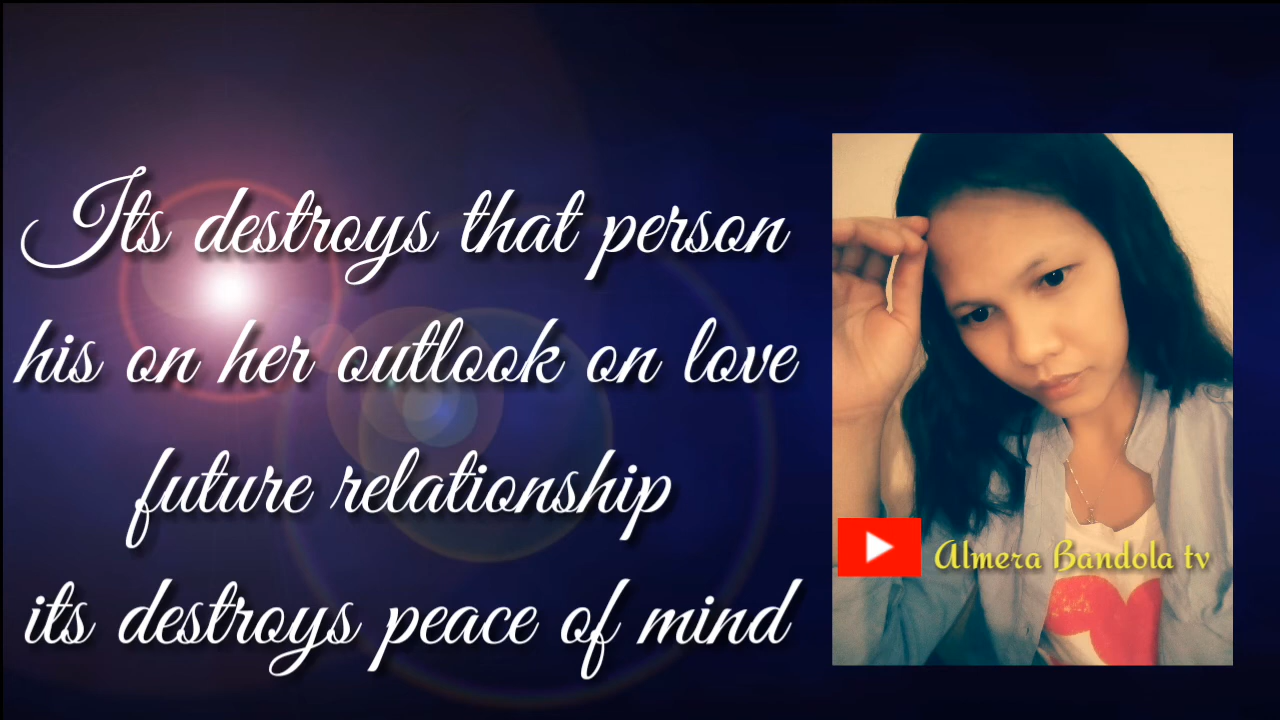 Its destroys that person
his on her outlook on love
future relationship
its destroys peace of mind
Almera Bandola tv